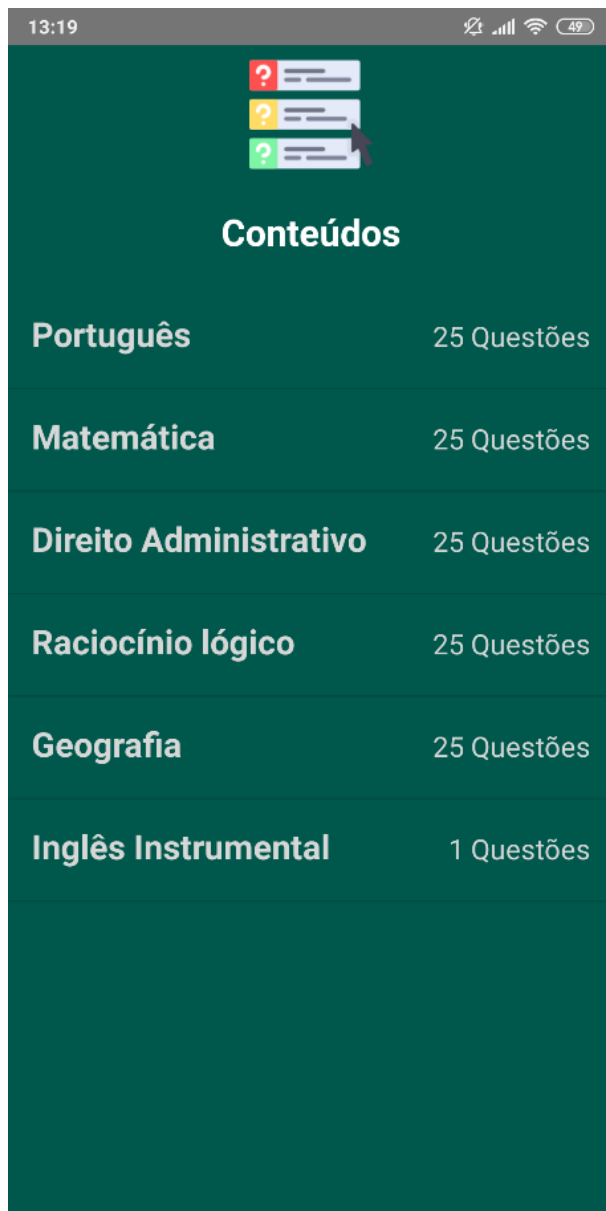 13:19
49
?
?
?
Conteúdos
Português 25 Questões
Matemática 25 Questões
Direito Administrativo 25 Questões
Raciocínio lógico 25 Questões
Geografia 25 Questões
Inglês Instrumental 1 Questões